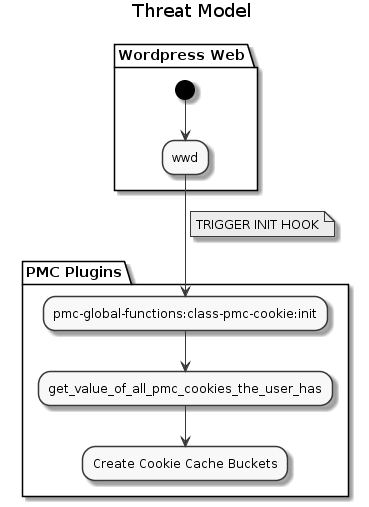 Threat Model
Wordpress Web
wwd
TRIGGER INIT HOOK
PMC Plugins
pmc-global-functions:class-pmc-cookie:init
get_value_of_all_pmc_cookies_the_user_has
Create Cookie Cache Buckets